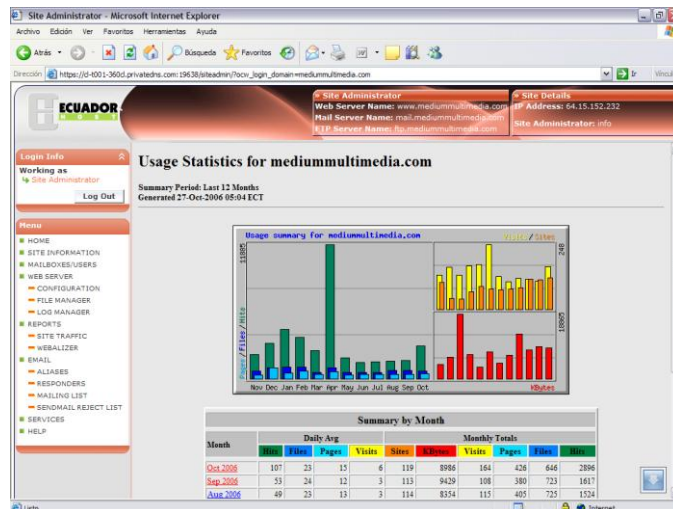 Site Administrator - Microsoft Internet Explorer
Archivo Edición Ver Favoritos Herramientas Ayuda
Atrás Búsqueda Favoritos
Dirección https://cl-t001-360cl.privatedns.com:19638/siteadmin/?ocw_login_domain=mediummultimedia.com Ir Vínculos
ECUADOR
HOST
Site Administrator
Web Server Name: www.mediummultimedia.com
Mail Server Name: mail.mediummultimedia.com
FTP Server Name: ftp.mediummultimedia.com
Site Details
IP Address: 64.15.152.232
Site Administrator: info
Login Info
Working as
Site Administrator
Log Out
Menu
HOME
SITE INFORMATION
MAILBOXES/USERS
WEB SERVER
CONFIGURATION
FILE MANAGER
LOG MANAGER
REPORTS
SITE TRAFFIC
WEBALIZER
EMAIL
ALIASES
RESPONDERS
MAILING LIST
SENDMAIL REJECT LIST
SERVICES
HELP
Usage Statistics for mediummultimedia.com
Summary Period: Last 12 Months
Generated 27-Oct-2006 05:04 ECT
Usage summary for mediummultimedia.com
Visits / Sites
11885
248
Pages / Files / Hits
18865
Nov Dec Jan Feb Mar Apr May Jun Jul Aug Sep Oct
KBytes
Summary by Month
Month Daily Avg Monthly Totals
Hits Files Pages Visits Sites KBytes Visits Pages Files Hits
Oct 2006 107 23 15 6 119 8986 164 426 646 2896
Sep 2006 53 24 12 3 113 9429 108 380 723 1617
Aug 2006 49 23 13 3 114 8354 115 405 725 1524
Listo Internet